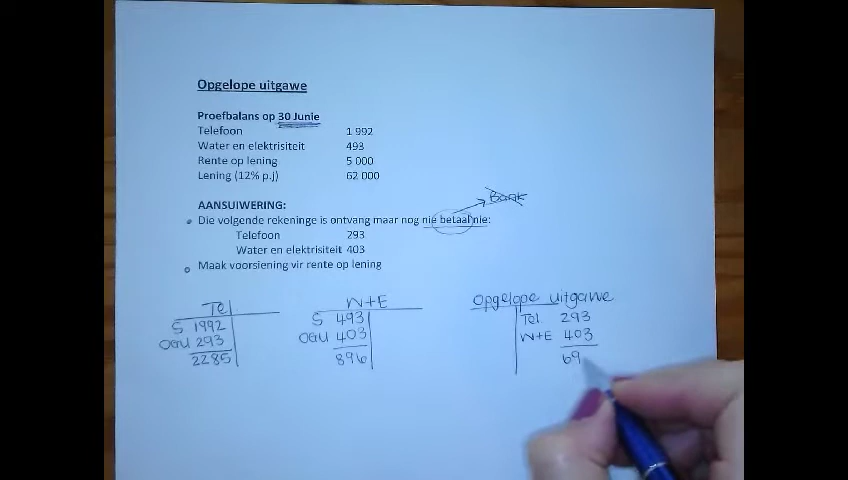 Opgelope uitgawe
Proefbalans op 30 Junie
Telefoon 1 992
Water en elektrisiteit 493
Rente op lening 5 000
Lening (12% p.j) 62 000
Bank
AANSUIWERING:
Die volgende rekeninge is ontvang maar nog nie betaal nie:
Telefoon 293
Water en elektrisiteit 403
Maak voorsiening vir rente op lening
Tel
S 1992
OGU 293
2285
W+E
S 493
OGU 403
896
Opgelope uitgawe
Tel 293
W+E 403
69